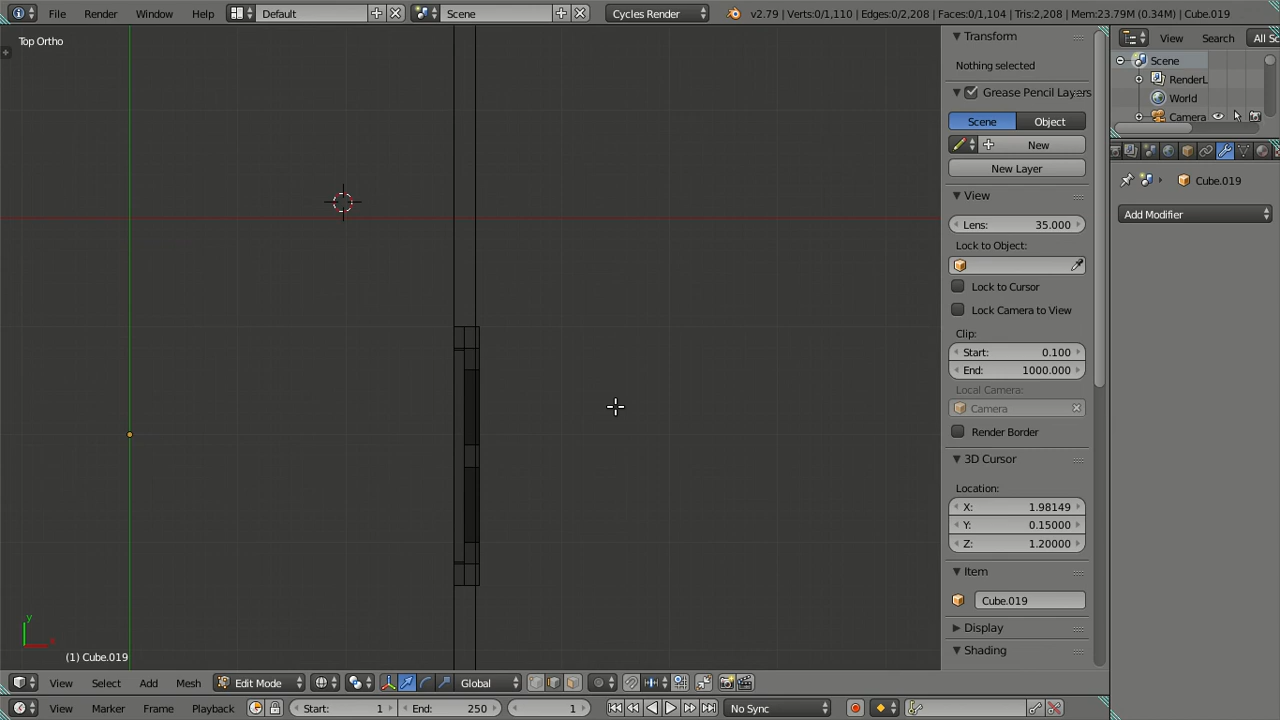 File Render Window Help Default Scene Cycles Render v2.79 | Verts:0/1,110 | Edges:0/2,208 | Faces:0/1,104 | Tris:2,208 | Mem:23.79M (0.34M) | Cube.019
Top Ortho
Transform
Nothing selected
Grease Pencil Layers
Scene Object
New
New Layer
View
Lens: 35.000
Lock to Object:
Lock to Cursor
Lock Camera to View
Clip:
Start: 0.100
End: 1000.000
Local Camera:
Camera
Render Border
3D Cursor
Location:
X: 1.98149
Y: 0.15000
Z: 1.20000
Item
Cube.019
Display
Shading
View Search All Sc
Scene
RenderL
World
Camera
Cube.019
Add Modifier
y
x
(1) Cube.019
View Select Add Mesh Edit Mode Global
View Marker Frame Playback Start: 1 End: 250 1 No Sync